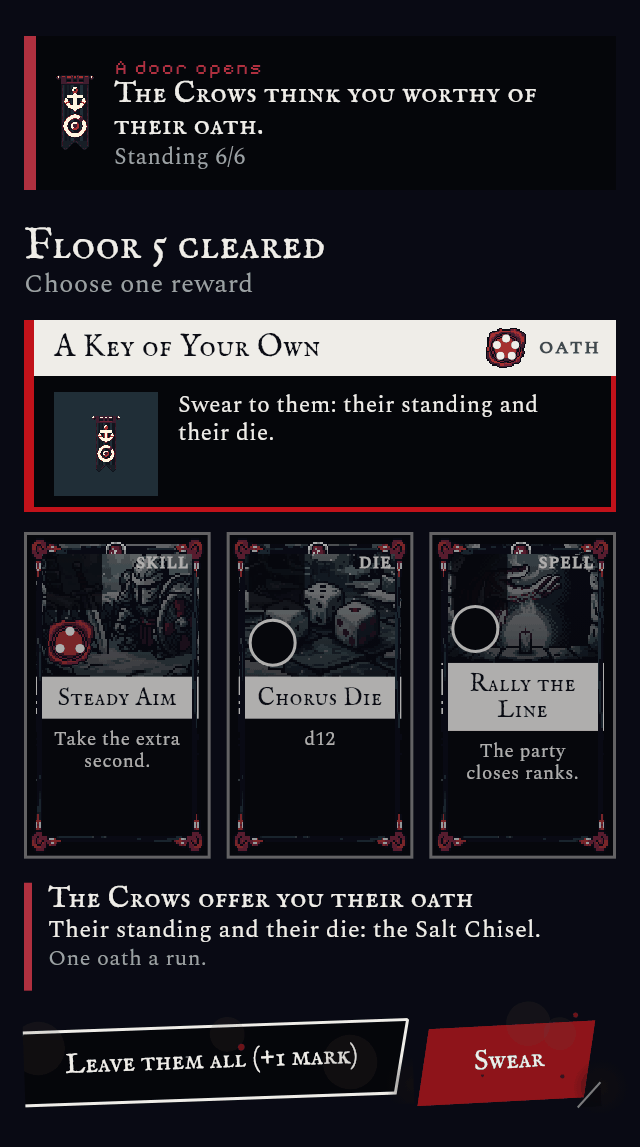 A door opens
The Crows think you worthy of
their oath.
Standing 6/6
Floor 5 cleared
Choose one reward
A Key of Your Own
OATH
Swear to them: their standing and
their die.
SKILL
Steady Aim
Take the extra
second.
DIE
Chorus Die
d12
SPELL
Rally the
Line
The party
closes ranks.
The Crows offer you their oath
Their standing and their die: the Salt Chisel.
One oath a run.
Leave them all (+1 mark)
Swear